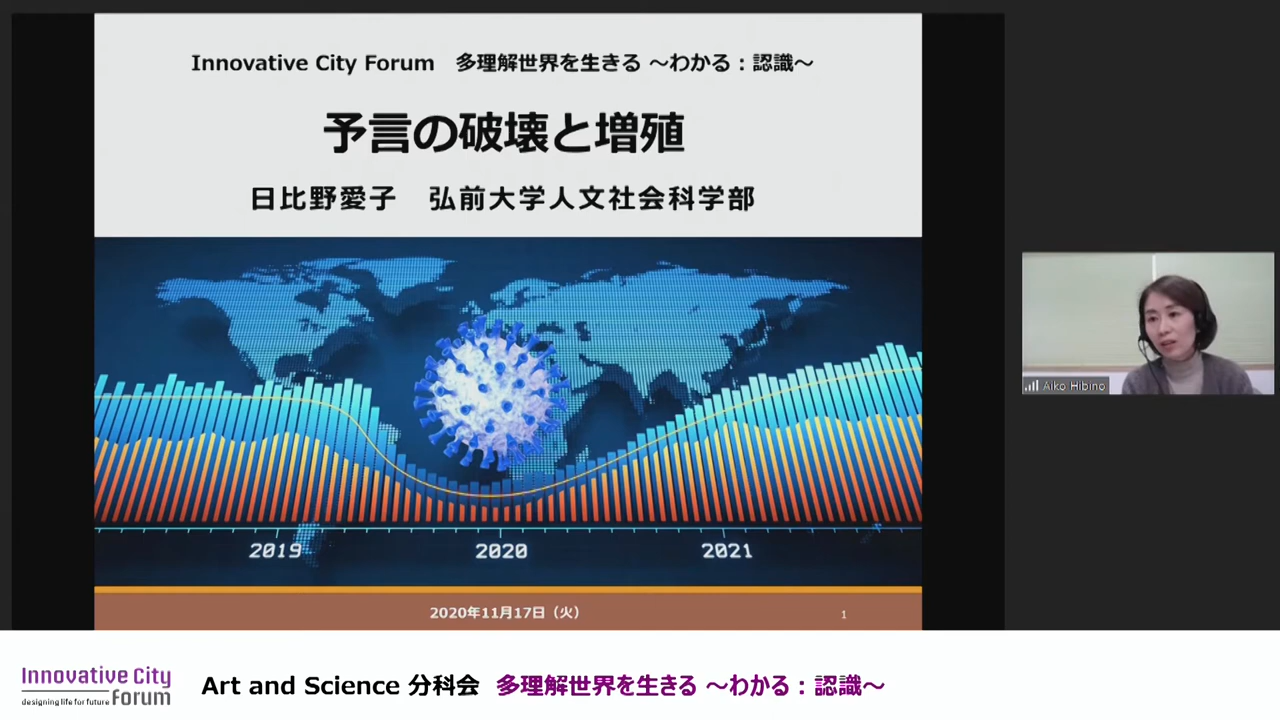 Innovative City Forum 多理解世界を生きる ～わかる：認識～
予言の破壊と増殖
日比野愛子 弘前大学人文社会科学部
2019 2020 2021
2020年11月17日（火）
1
Aiko Hibino
Innovative City
designing life for future Forum
Art and Science 分科会 多理解世界を生きる ～わかる：認識～